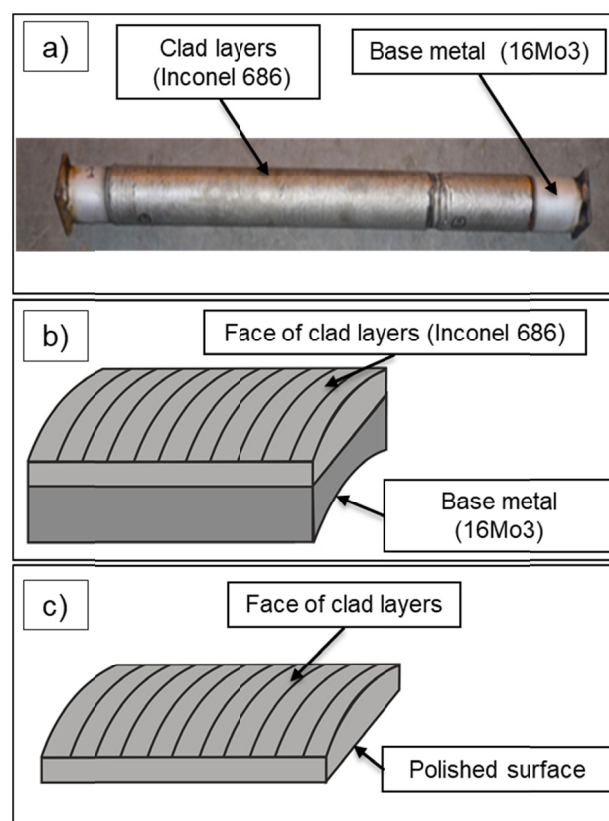 a)
Clad layers
(Inconel 686)
Base metal (16Mo3)
b)
Face of clad layers (Inconel 686)
Base metal
(16Mo3)
c)
Face of clad layers
Polished surface